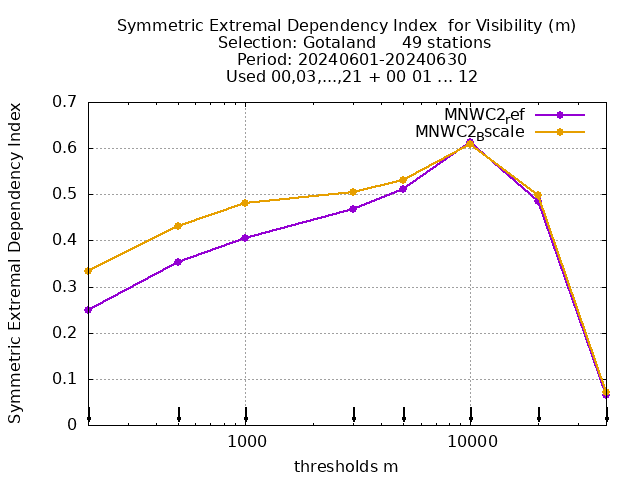 Symmetric Extremal Dependency Index  for Visibility (m)
Selection: Gotaland     49 stations
Period: 20240601-20240630
Used 00,03,...,21 + 00 01 ... 12
Symmetric Extremal Dependency Index
0.7
0.6
0.5
0.4
0.3
0.2
0.1
0
MNWC2ref
MNWC2Bscale
1000
10000
thresholds m